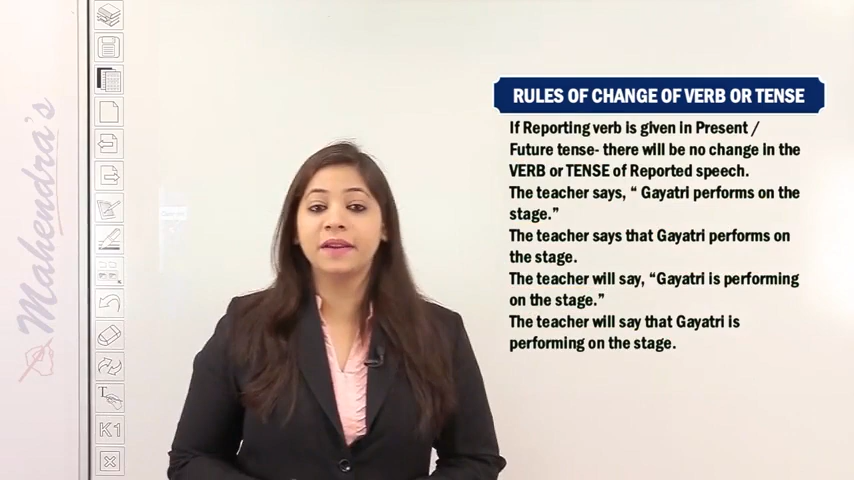 Mahendra's
T
K1
RULES OF CHANGE OF VERB OR TENSE
If Reporting verb is given in Present /
Future tense- there will be no change in the
VERB or TENSE of Reported speech.
The teacher says, “ Gayatri performs on the
stage.”
The teacher says that Gayatri performs on
the stage.
The teacher will say, “Gayatri is performing
on the stage.”
The teacher will say that Gayatri is
performing on the stage.